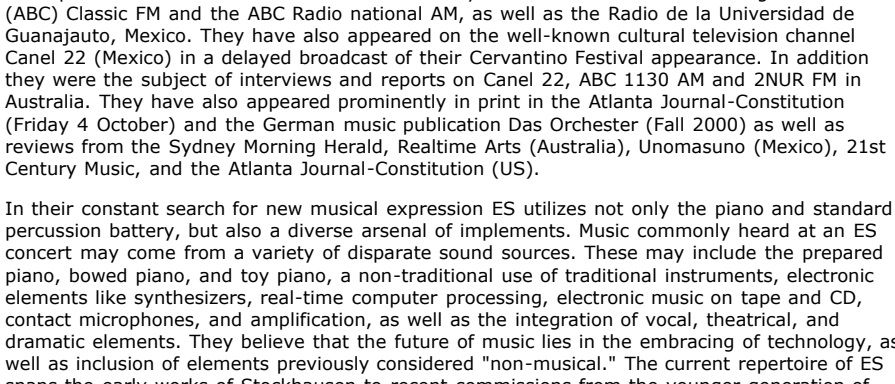 (ABC) Classic FM and the ABC Radio national AM, as well as the Radio de la Universidad de
Guanajauto, Mexico. They have also appeared on the well-known cultural television channel
Canel 22 (Mexico) in a delayed broadcast of their Cervantino Festival appearance. In addition
they were the subject of interviews and reports on Canel 22, ABC 1130 AM and 2NUR FM in
Australia. They have also appeared prominently in print in the Atlanta Journal-Constitution
(Friday 4 October) and the German music publication Das Orchester (Fall 2000) as well as
reviews from the Sydney Morning Herald, Realtime Arts (Australia), Unomasuno (Mexico), 21st
Century Music, and the Atlanta Journal-Constitution (US).
In their constant search for new musical expression ES utilizes not only the piano and standard
percussion battery, but also a diverse arsenal of implements. Music commonly heard at an ES
concert may come from a variety of disparate sound sources. These may include the prepared
piano, bowed piano, and toy piano, a non-traditional use of traditional instruments, electronic
elements like synthesizers, real-time computer processing, electronic music on tape and CD,
contact microphones, and amplification, as well as the integration of vocal, theatrical, and
dramatic elements. They believe that the future of music lies in the embracing of technology, as
well as inclusion of elements previously considered "non-musical." The current repertoire of ES
spans the early works of Stockhausen to recent commissions from the younger generation of